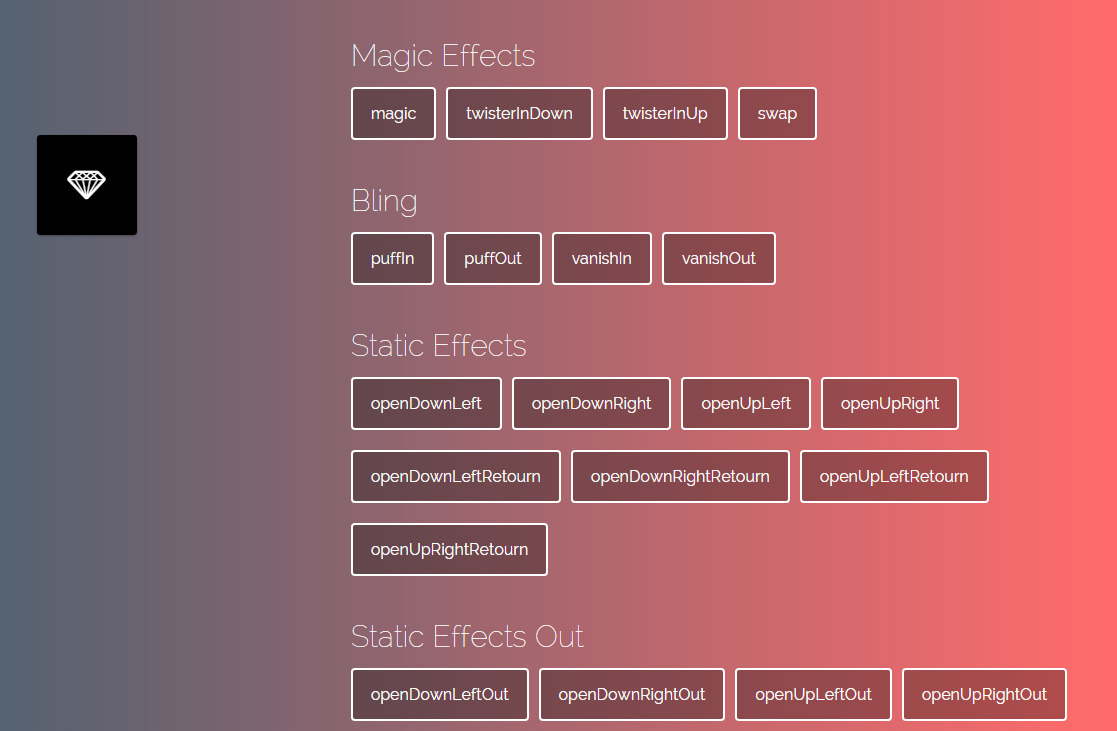 Magic Effects
magic twisterInDown twisterInUp swap
Bling
puffIn puffOut vanishIn vanishOut
Static Effects
openDownLeft openDownRight openUpLeft openUpRight
openDownLeftRetourn openDownRightRetourn openUpLeftRetourn
openUpRightRetourn
Static Effects Out
openDownLeftOut openDownRightOut openUpLeftOut openUpRightOut